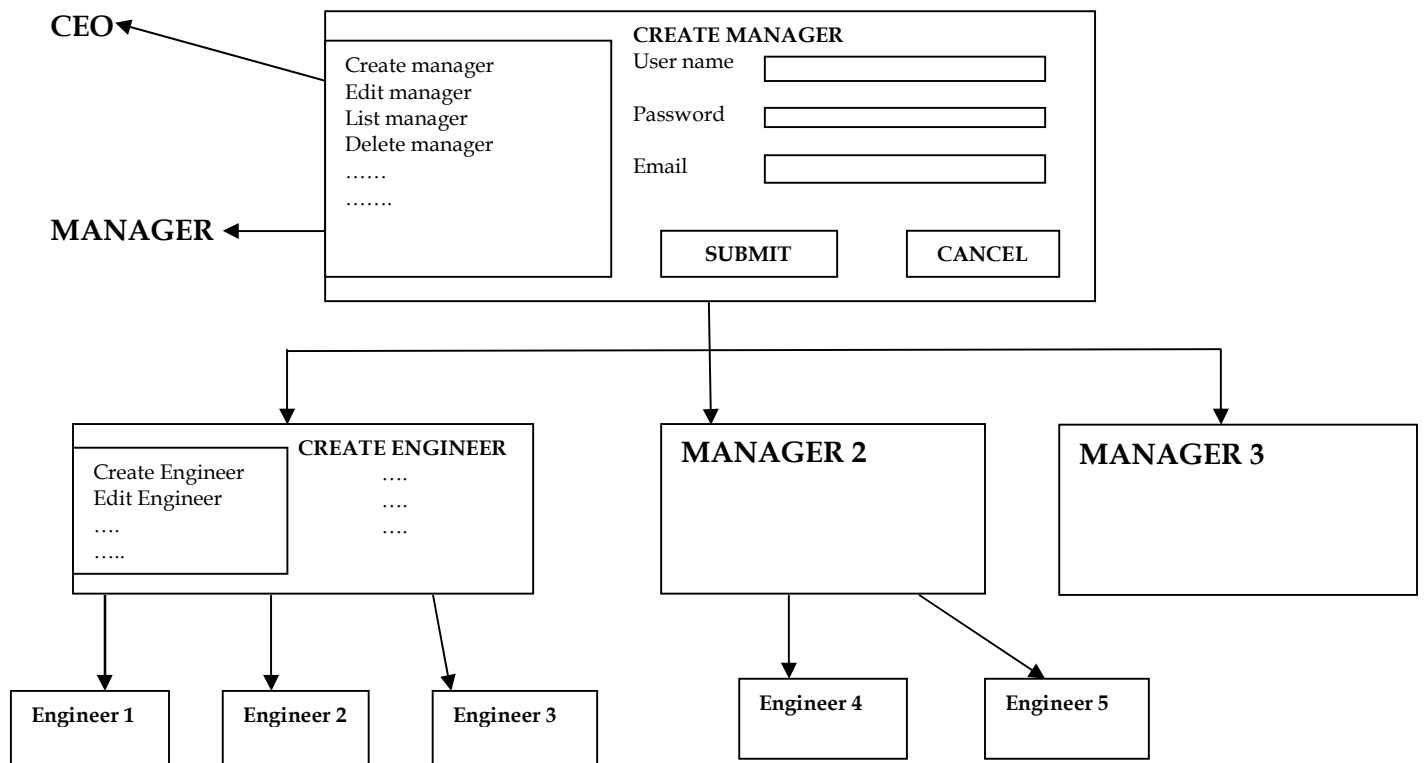 CEO
CREATE MANAGER
Create manager
Edit manager
List manager
Delete manager
……
…….
User name
Password
Email
MANAGER
SUBMIT
CANCEL
CREATE ENGINEER
Create Engineer
Edit Engineer
….
…..
….
….
….
MANAGER 2
MANAGER 3
Engineer 1
Engineer 2
Engineer 3
Engineer 4
Engineer 5